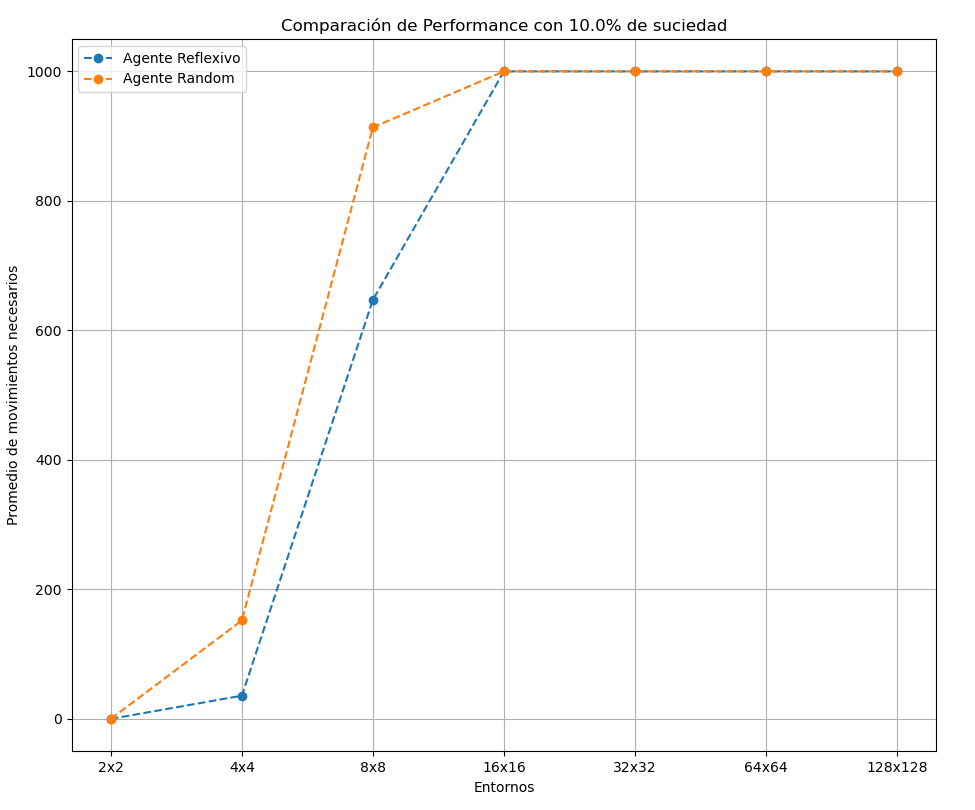 Comparación de Performance con 10.0% de suciedad
Agente Reflexivo
Agente Random
1000
800
600
400
200
0
Promedio de movimientos necesarios
2x2 4x4 8x8 16x16 32x32 64x64 128x128
Entornos